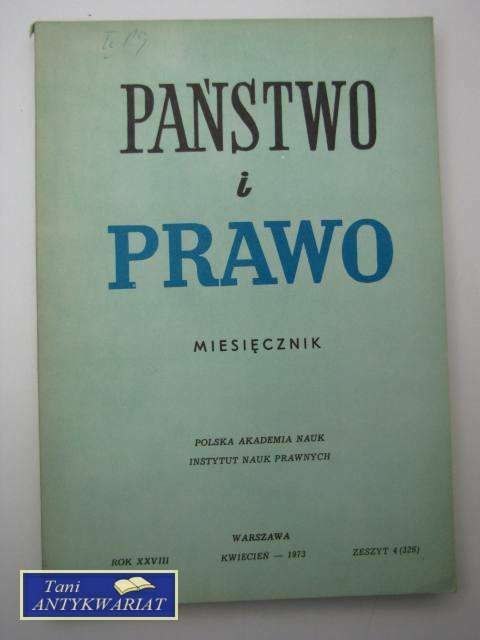 PAŃSTWO
i
PRAWO
MIESIĘCZNIK
POLSKA AKADEMIA NAUK
INSTYTUT NAUK PRAWNYCH
WARSZAWA
ROK XXVIII KWIECIEŃ — 1973 ZESZYT 4 (326)
Tani
ANTYKWARIAT